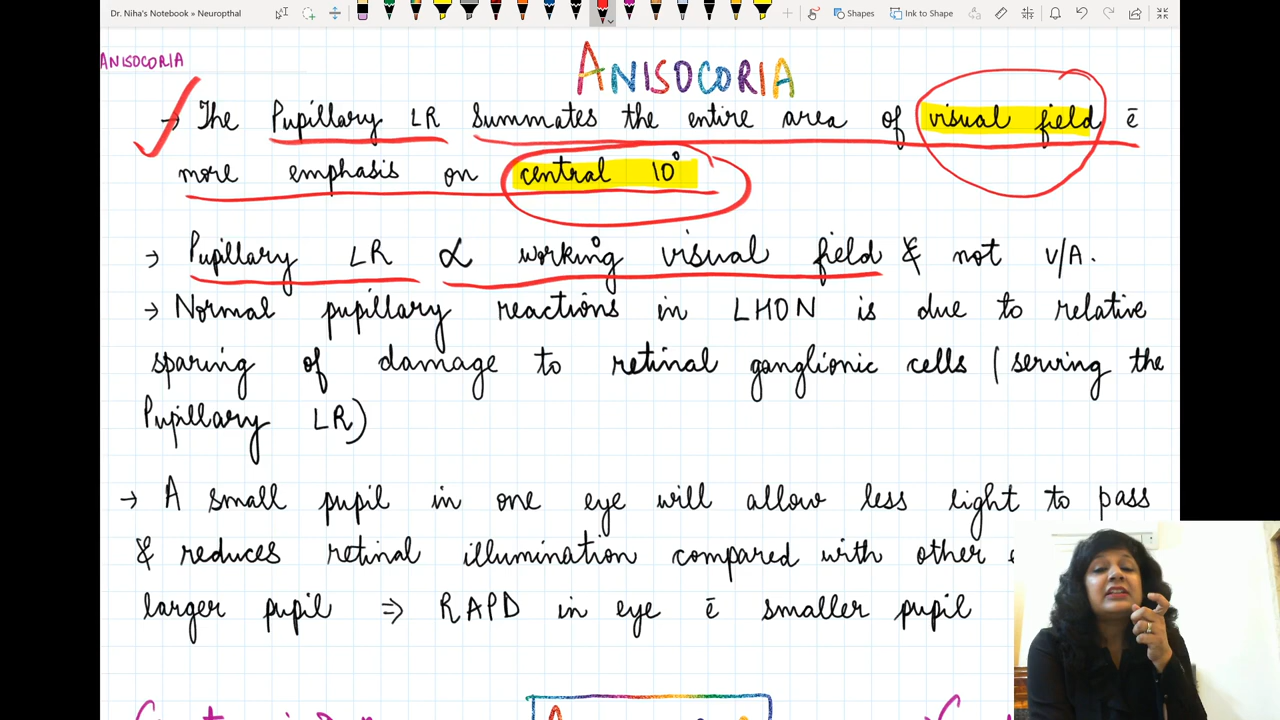 Dr. Niha's Notebook » Neuropthal
Shapes
Ink to Shape
ANISOCORIA
ANISOCORIA
→ The Pupillary LR Summates the entire area of visual field c̄
more emphasis on central 10°
→ Pupillary LR ∝ working visual field & not V/A.
→ Normal pupillary reactions in LHON is due to relative
sparing of damage to retinal ganglionic cells (serving the
Pupillary LR)
→ A small pupil in one eye will allow less light to pass
& reduces retinal illumination compared with other
larger pupil ⇒ RAPD in eye c̄ smaller pupil